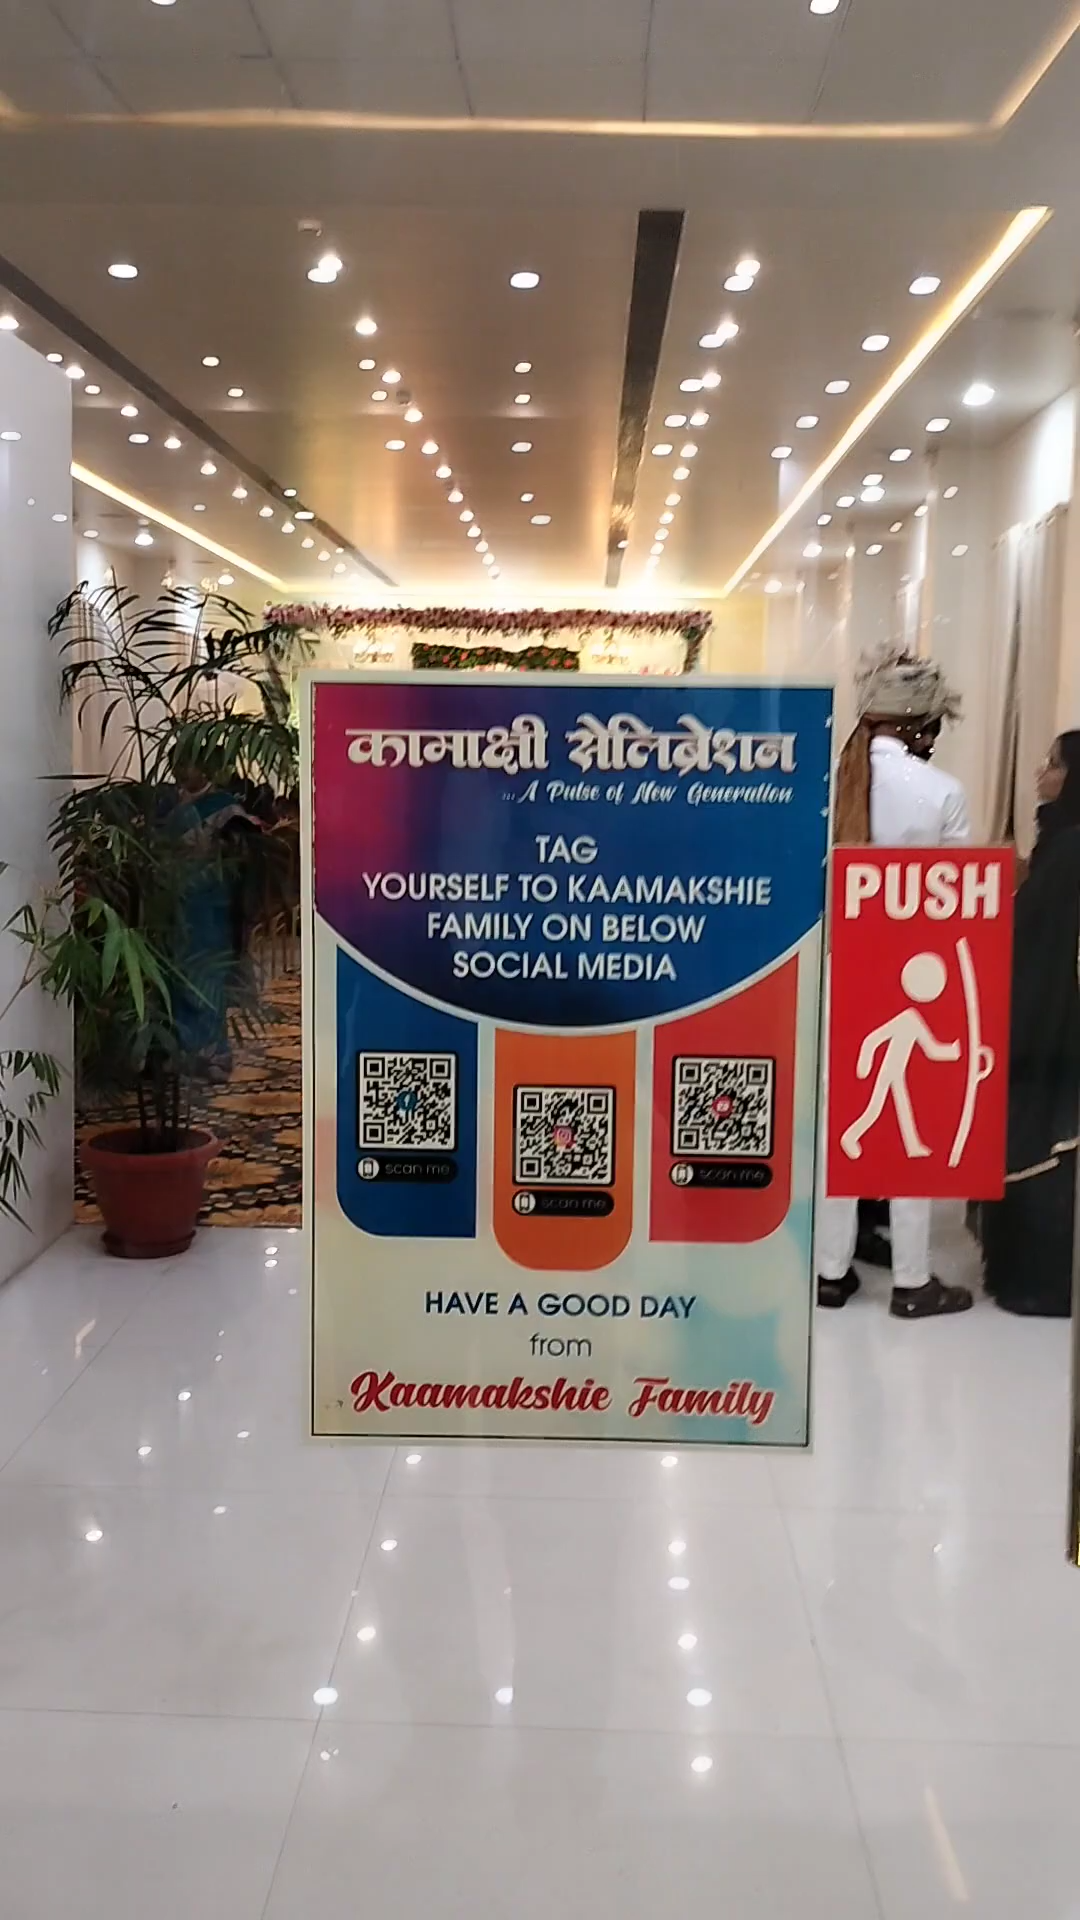 कामाक्षी सेलिब्रेशन
...A Pulse of New Generation
TAG
YOURSELF TO KAAMAKSHIE
FAMILY ON BELOW
SOCIAL MEDIA
PUSH
scan me
scan me
scan me
HAVE A GOOD DAY
from
Kaamakshie Family